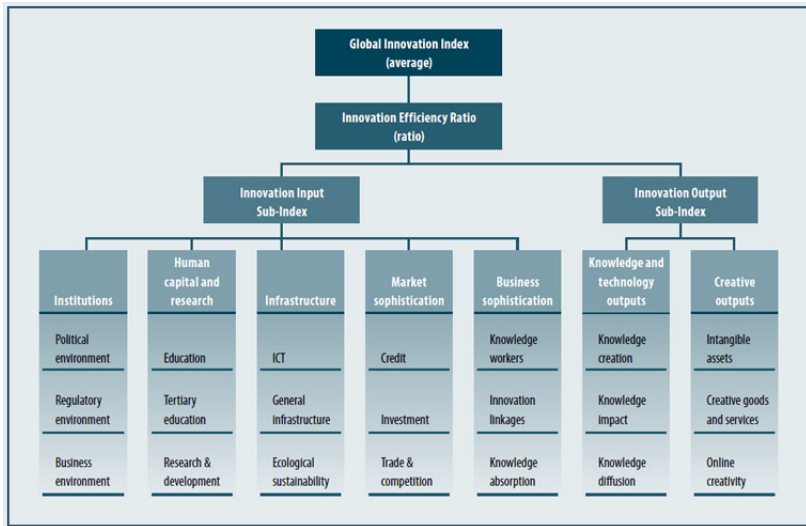 Global Innovation Index
(average)
Innovation Efficiency Ratio
(ratio)
Innovation Input
Sub-Index
Innovation Output
Sub-Index
Institutions
Human
capital and
research
Infrastructure
Market
sophistication
Business
sophistication
Knowledge and
technology
outputs
Creative
outputs
Political
environment
Education
ICT
Credit
Knowledge
workers
Knowledge
creation
Intangible
assets
Regulatory
environment
Tertiary
education
General
infrastructure
Investment
Innovation
linkages
Knowledge
impact
Creative goods
and services
Business
environment
Research &
development
Ecological
sustainability
Trade &
competition
Knowledge
absorption
Knowledge
diffusion
Online
creativity